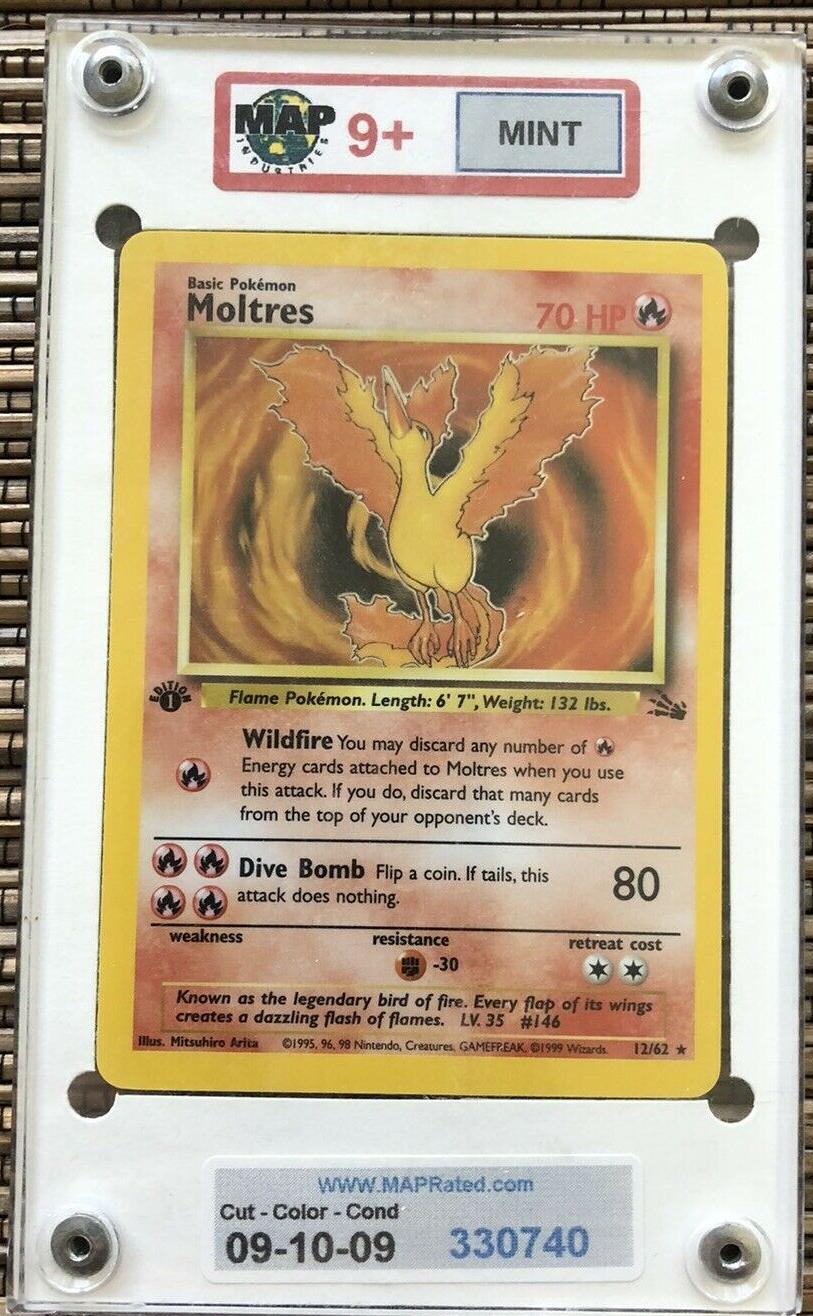 MAP
INDUSTRIES
9+
MINT
Basic Pokémon
Moltres
70 HP
EDITION
1
Flame Pokémon. Length: 6' 7", Weight: 132 lbs.
Wildfire You may discard any number of
Energy cards attached to Moltres when you use
this attack. If you do, discard that many cards
from the top of your opponent's deck.
Dive Bomb Flip a coin. If tails, this
attack does nothing.
80
weakness
resistance
retreat cost
-30
Known as the legendary bird of fire. Every flap of its wings
creates a dazzling flash of flames. LV. 35 #146
Illus. Mitsuhiro Arita ©1995, 96, 98 Nintendo, Creatures, GAMEFREAK. ©1999 Wizards. 12/62 ★
www.MAPRated.com
Cut - Color - Cond
09-10-09 330740